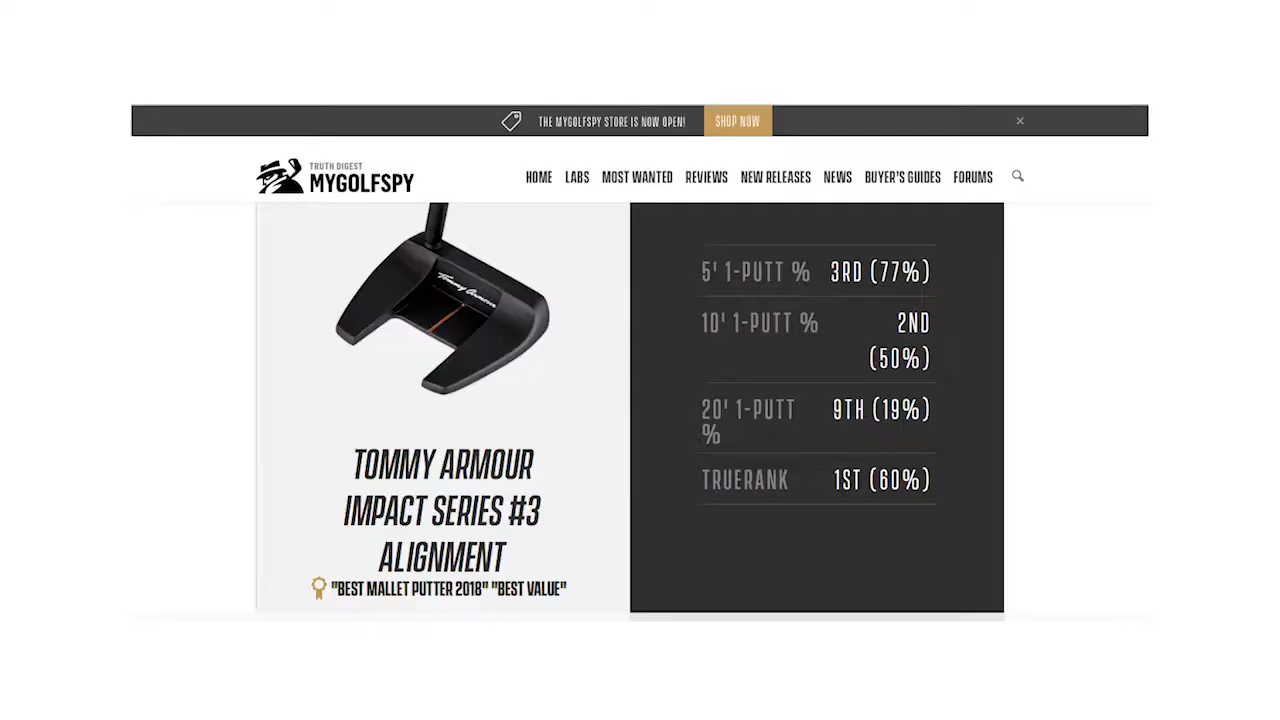 THE MYGOLFSPY STORE IS NOW OPEN! SHOP NOW ×
TRUTH DIGEST
MYGOLFSPY
HOME LABS MOST WANTED REVIEWS NEW RELEASES NEWS BUYER'S GUIDES FORUMS
Tommy Armour
TOMMY ARMOUR
IMPACT SERIES #3
ALIGNMENT
"BEST MALLET PUTTER 2018" "BEST VALUE"
5' 1-PUTT % 3RD (77%)
10' 1-PUTT % 2ND
(50%)
20' 1-PUTT 9TH (19%)
%
TRUERANK 1ST (60%)